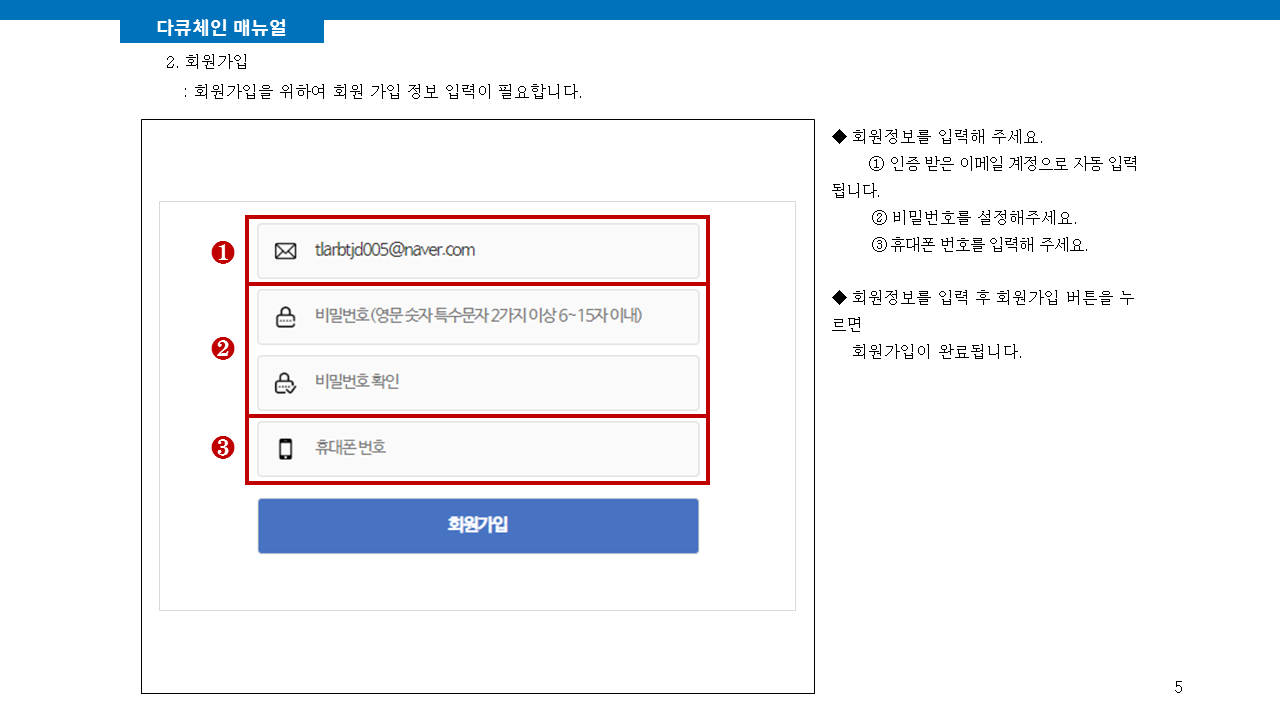 다큐체인 매뉴얼
2. 회원가입
: 회원가입을 위하여 회원 가입 정보 입력이 필요합니다.
❶
tlarbtjd005@naver.com
❷
비밀번호 (영문 숫자 특수문자 2가지 이상 6~15자 이내)
비밀번호 확인
❸
휴대폰 번호
회원가입
◆ 회원정보를 입력해 주세요.
① 인증 받은 이메일 계정으로 자동 입력
됩니다.
② 비밀번호를 설정해주세요.
③ 휴대폰 번호를 입력해 주세요.
◆ 회원정보를 입력 후 회원가입 버튼을 누
르면
회원가입이 완료됩니다.
5